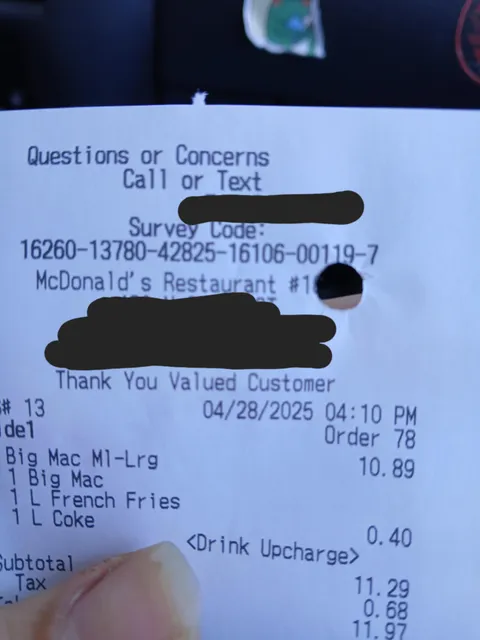 Questions or Concerns
Call or Text
Survey Code:
16260-13780-42825-16106-00119-7
McDonald's Restaurant #1
Thank You Valued Customer
# 13 04/28/2025 04:10 PM
Order 78
Big Mac Ml-Lrg 10.89
1 Big Mac
1 L French Fries
1 L Coke
<Drink Upcharge> 0.40
Subtotal 11.29
Tax 0.68
11.97